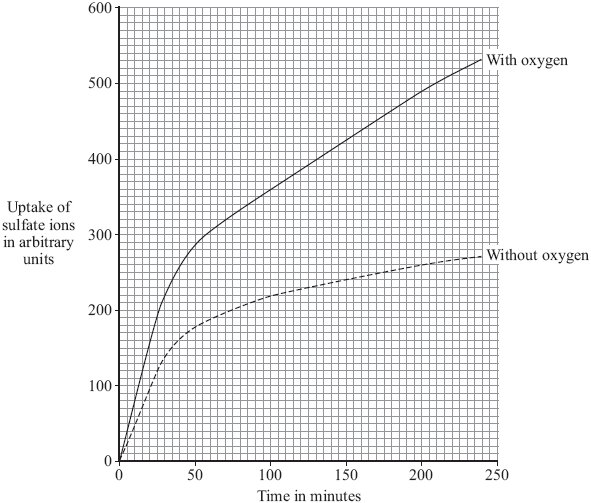 600
500
400
300
200
100
0
Uptake of
sulfate ions
in arbitrary
units
With oxygen
Without oxygen
0 50 100 150 200 250
Time in minutes